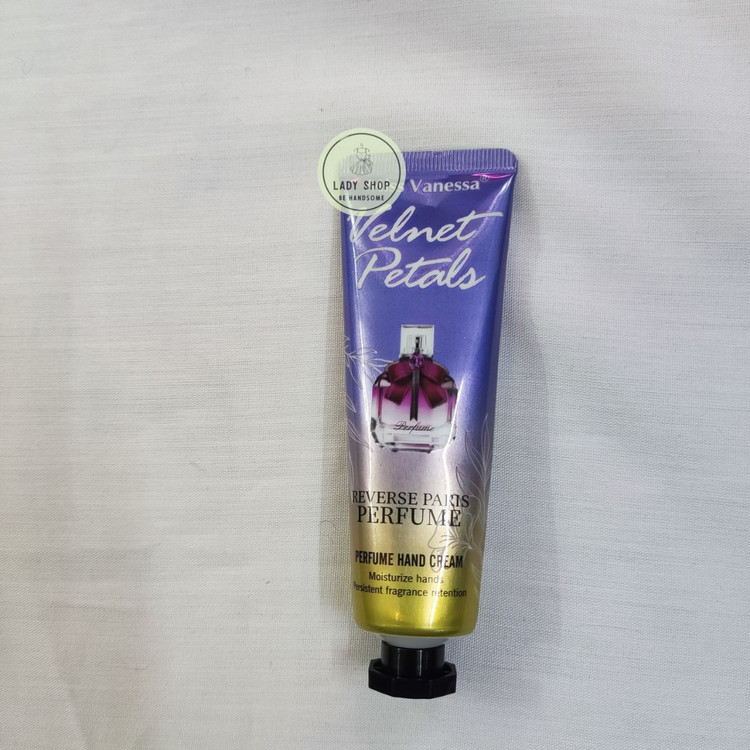 LADY SHOP
BE HANDSOME
Vanessa®
Velnet
Petals
Perfume
REVERSE PARIS
PERFUME
PERFUME HAND CREAM
Moisturize hands
Persistent fragrance retention